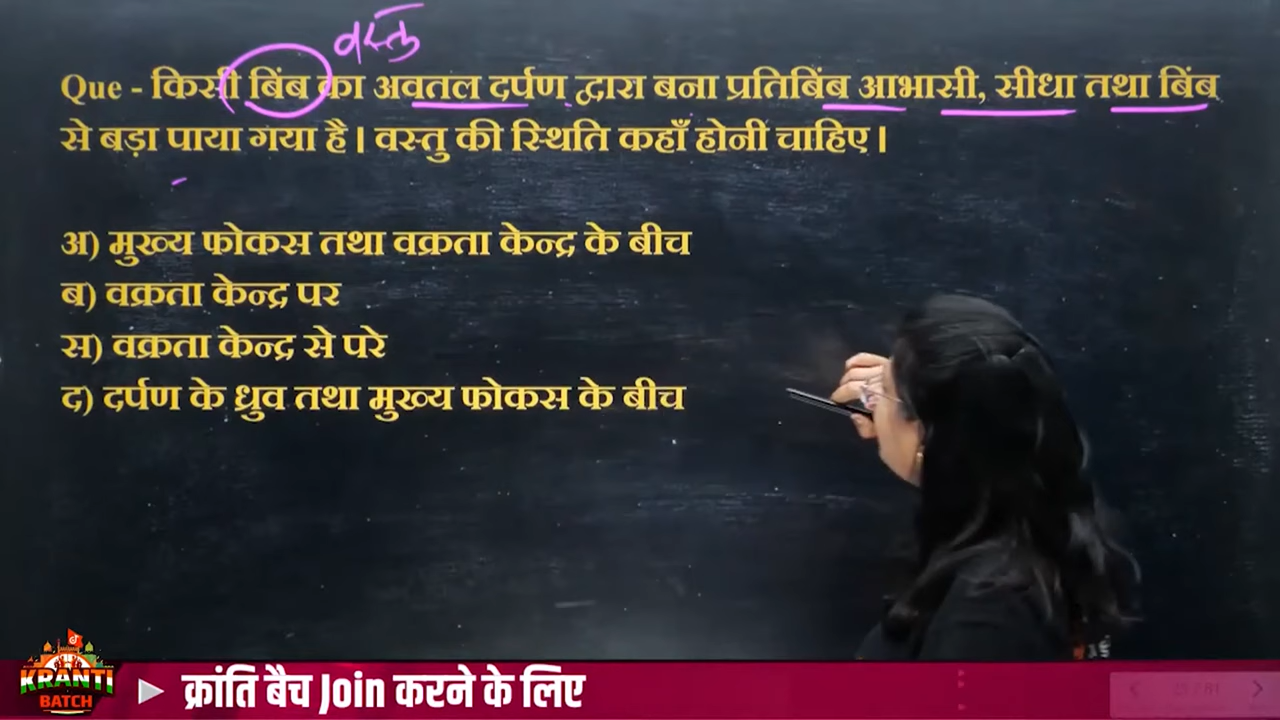 वस्तु
Que - किसी बिंब का अवतल दर्पण द्वारा बना प्रतिबिंब आभासी, सीधा तथा बिंब
से बड़ा पाया गया है। वस्तु की स्थिति कहाँ होनी चाहिए।
अ) मुख्य फोकस तथा वक्रता केन्द्र के बीच
ब) वक्रता केन्द्र पर
स) वक्रता केन्द्र से परे
द) दर्पण के ध्रुव तथा मुख्य फोकस के बीच
KRANTI
BATCH
क्रांति बैच Join करने के लिए